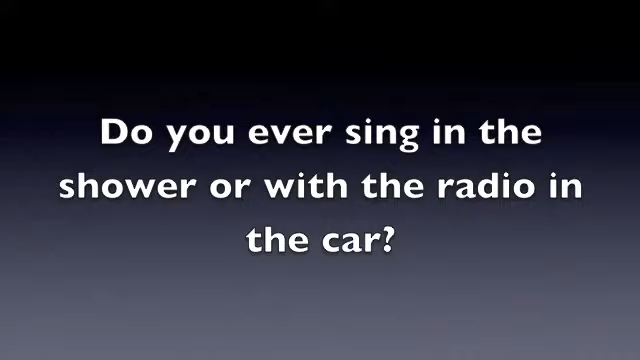 Do you ever sing in the
shower or with the radio in
the car?